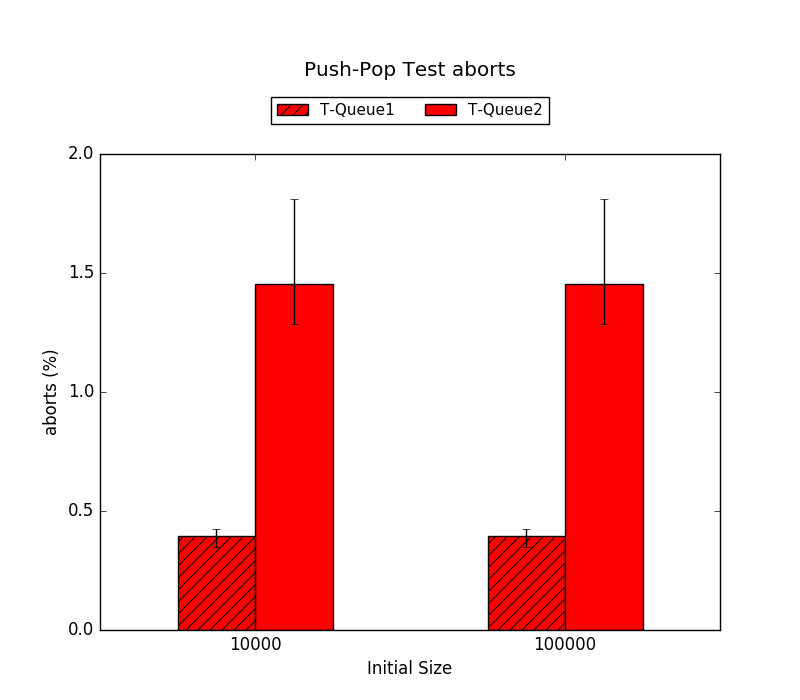 Push-Pop Test aborts
T-Queue1 T-Queue2
2.0
1.5
1.0
0.5
0.0
aborts (%)
10000 100000
Initial Size